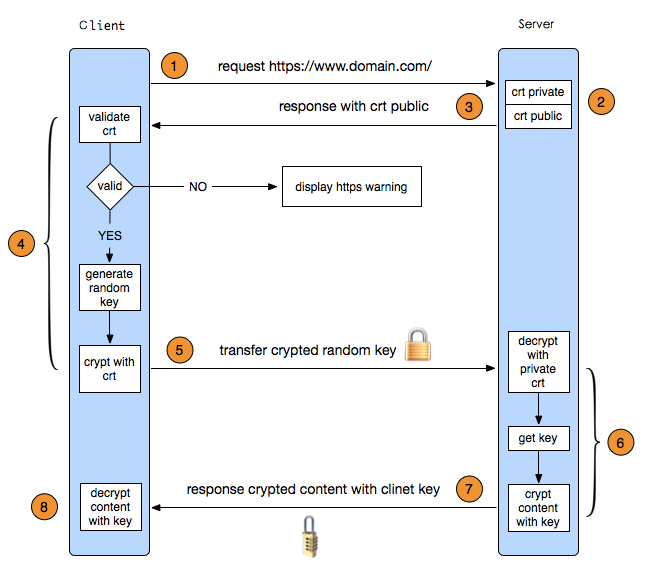 Client
Server
1
request https://www.domain.com/
crt private
2
response with crt public
3
crt public
validate
crt
valid
NO
display https warning
4
YES
generate
random
key
5
transfer crypted random key
decrypt
with
private
crt
crypt with
crt
get key
6
response crypted content with clinet key
7
8
decrypt
content
with key
crypt
content
with key